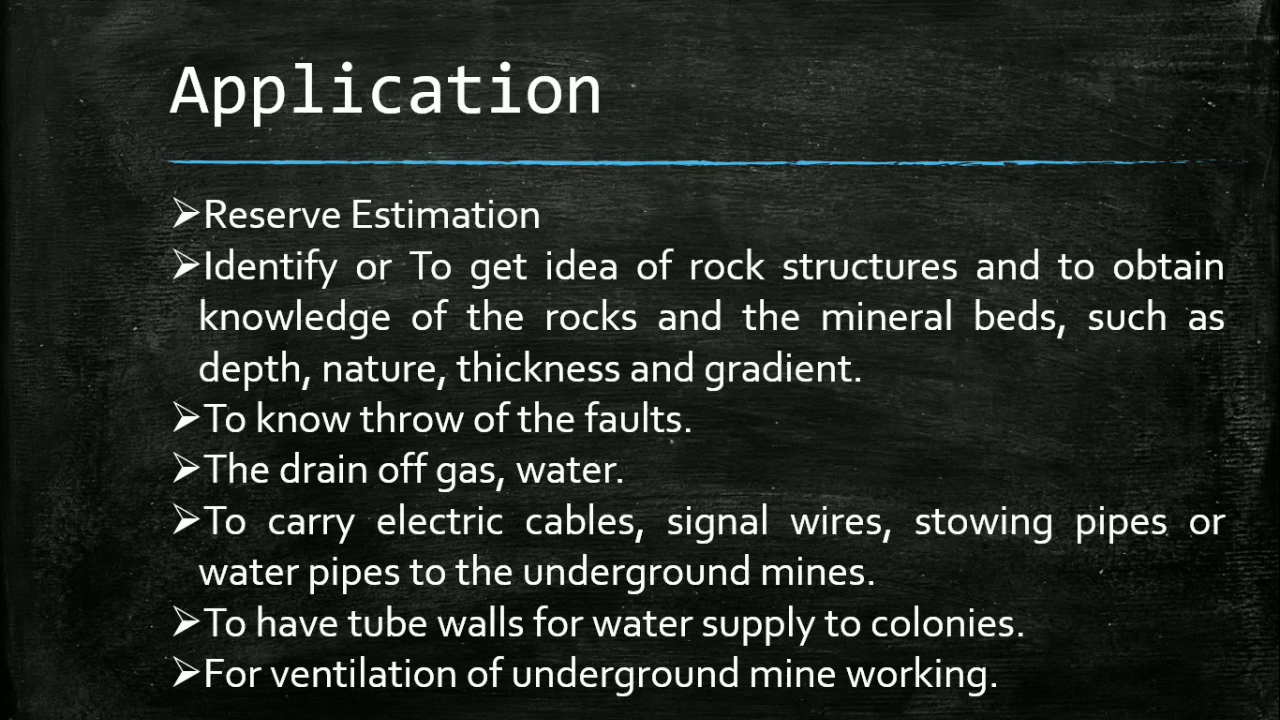 Application
➢Reserve Estimation
➢Identify or To get idea of rock structures and to obtain
knowledge of the rocks and the mineral beds, such as
depth, nature, thickness and gradient.
➢To know throw of the faults.
➢The drain off gas, water.
➢To carry electric cables, signal wires, stowing pipes or
water pipes to the underground mines.
➢To have tube walls for water supply to colonies.
➢For ventilation of underground mine working.